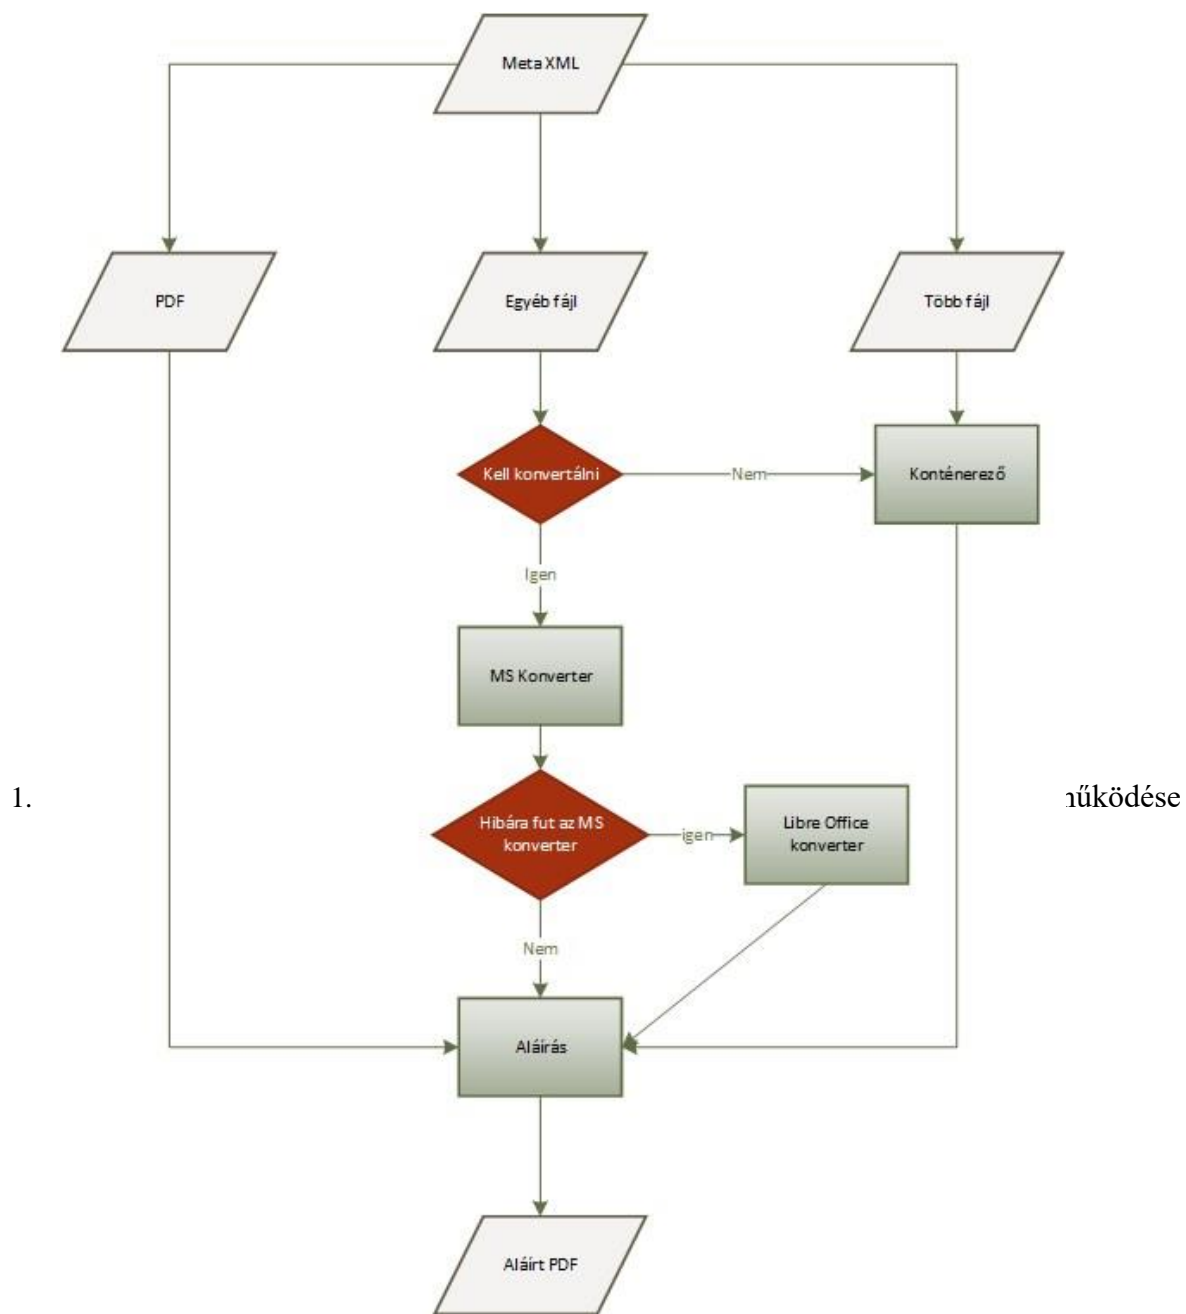 Meta XML
PDF
Egyéb fájl
Több fájl
Kell konvertálni
Nem
Konténerező
Igen
MS Konverter
1.
Hibára fut az MS
konverter
igen
Libre Office
konverter
Nem
Aláírás
Aláírt PDF